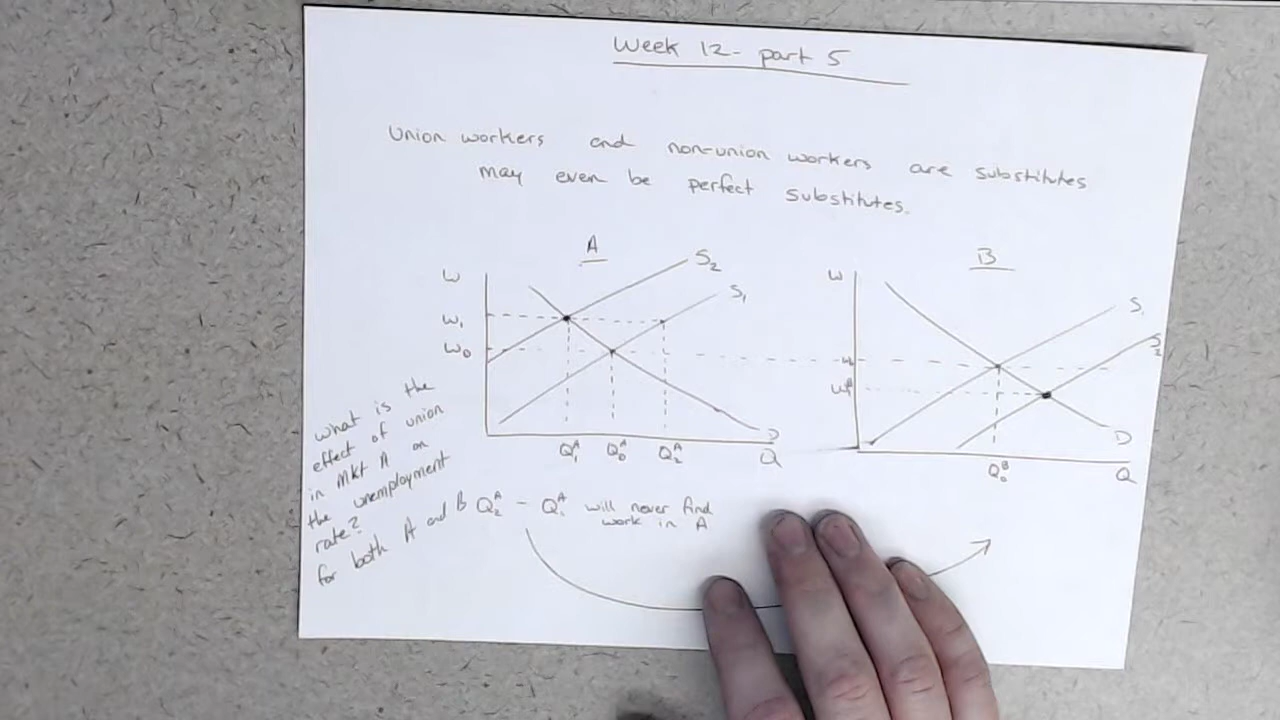 Week 12 - part 5
Union workers and non-union workers are substitutes
may even be perfect substitutes.
A
W
W₁
W₀
S₂
S₁
D
Q₁ᴬ Q₀ᴬ Q₂ᴬ Q
B
W
W₀
S₁
S₂
D
Q₀ᴮ Q
What is the
effect of union
in Mkt A on
the unemployment
rate?
for both A and B
Q₂ᴬ - Q₁ᴬ will never find
work in A